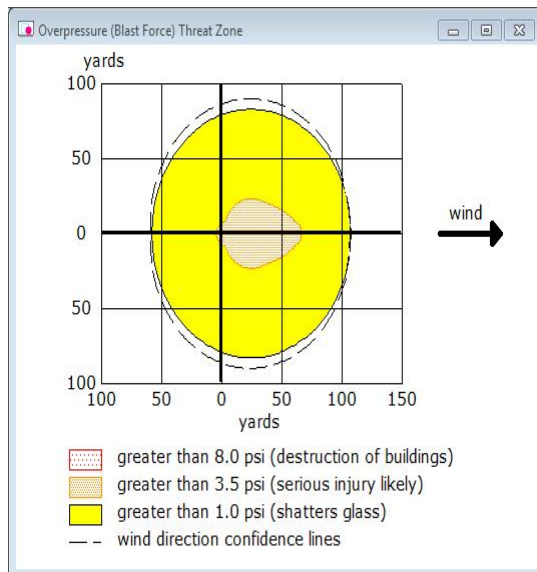 Overpressure (Blast Force) Threat Zone
yards
100
50
0
50
100
wind
100 50 0 50 100 150
yards
greater than 8.0 psi (destruction of buildings)
greater than 3.5 psi (serious injury likely)
greater than 1.0 psi (shatters glass)
wind direction confidence lines